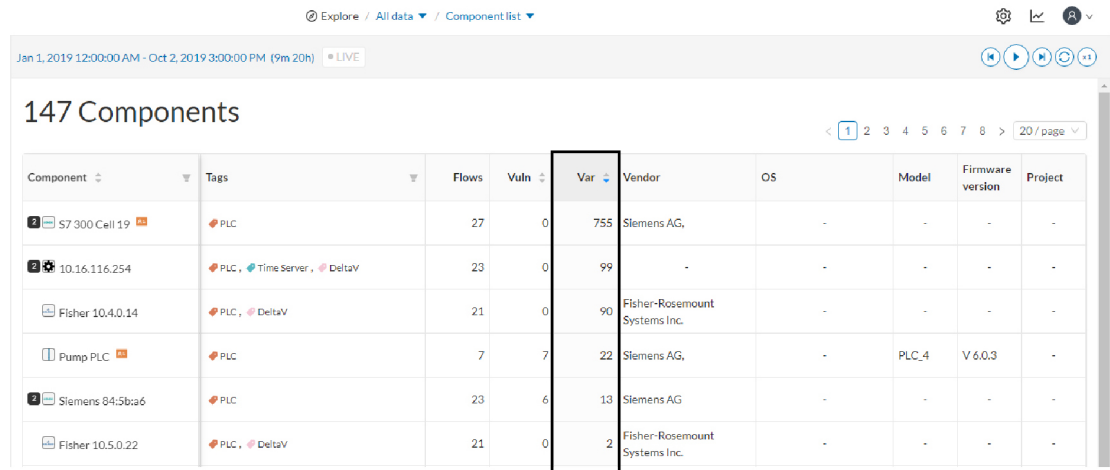 Explore / All data / Component list
Jan 1, 2019 12:00:00 AM - Oct 2, 2019 3:00:00 PM (9m 20h) LIVE
x1
147 Components
< 1 2 3 4 5 6 7 8 > 20 / page
Component Tags Flows Vuln Var Vendor OS Model Firmware version Project
2 S7 300 Cell 19 PLC 27 0 755 Siemens AG, - - - -
2 10.16.116.254 PLC , Time Server , DeltaV 23 0 99 - - - - -
Fisher 10.4.0.14 PLC , DeltaV 21 0 90 Fisher-Rosemount Systems Inc. - - - -
Pump PLC PLC 7 7 22 Siemens AG, - PLC_4 V 6.0.3 -
2 Siemens 84:5b:a6 PLC 23 6 13 Siemens AG - - - -
Fisher 10.5.0.22 PLC , DeltaV 21 0 2 Fisher-Rosemount Systems Inc. - - - -